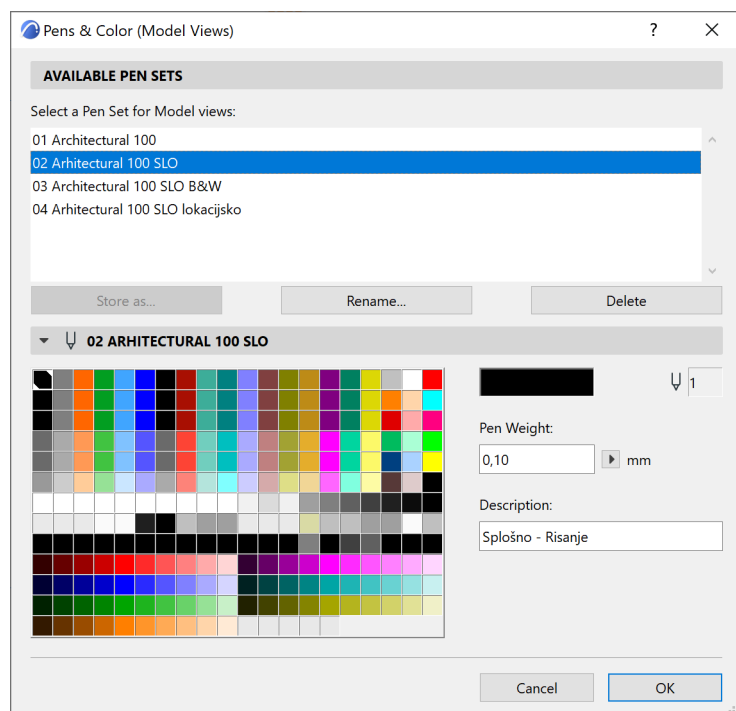 Pens & Color (Model Views) ?
AVAILABLE PEN SETS
Select a Pen Set for Model views:
01 Architectural 100
02 Arhitectural 100 SLO
03 Architectural 100 SLO B&W
04 Arhitectural 100 SLO lokacijsko
Store as... Rename... Delete
02 ARHITECTURAL 100 SLO
1
Pen Weight:
0,10 mm
Description:
Splošno - Risanje
Cancel OK